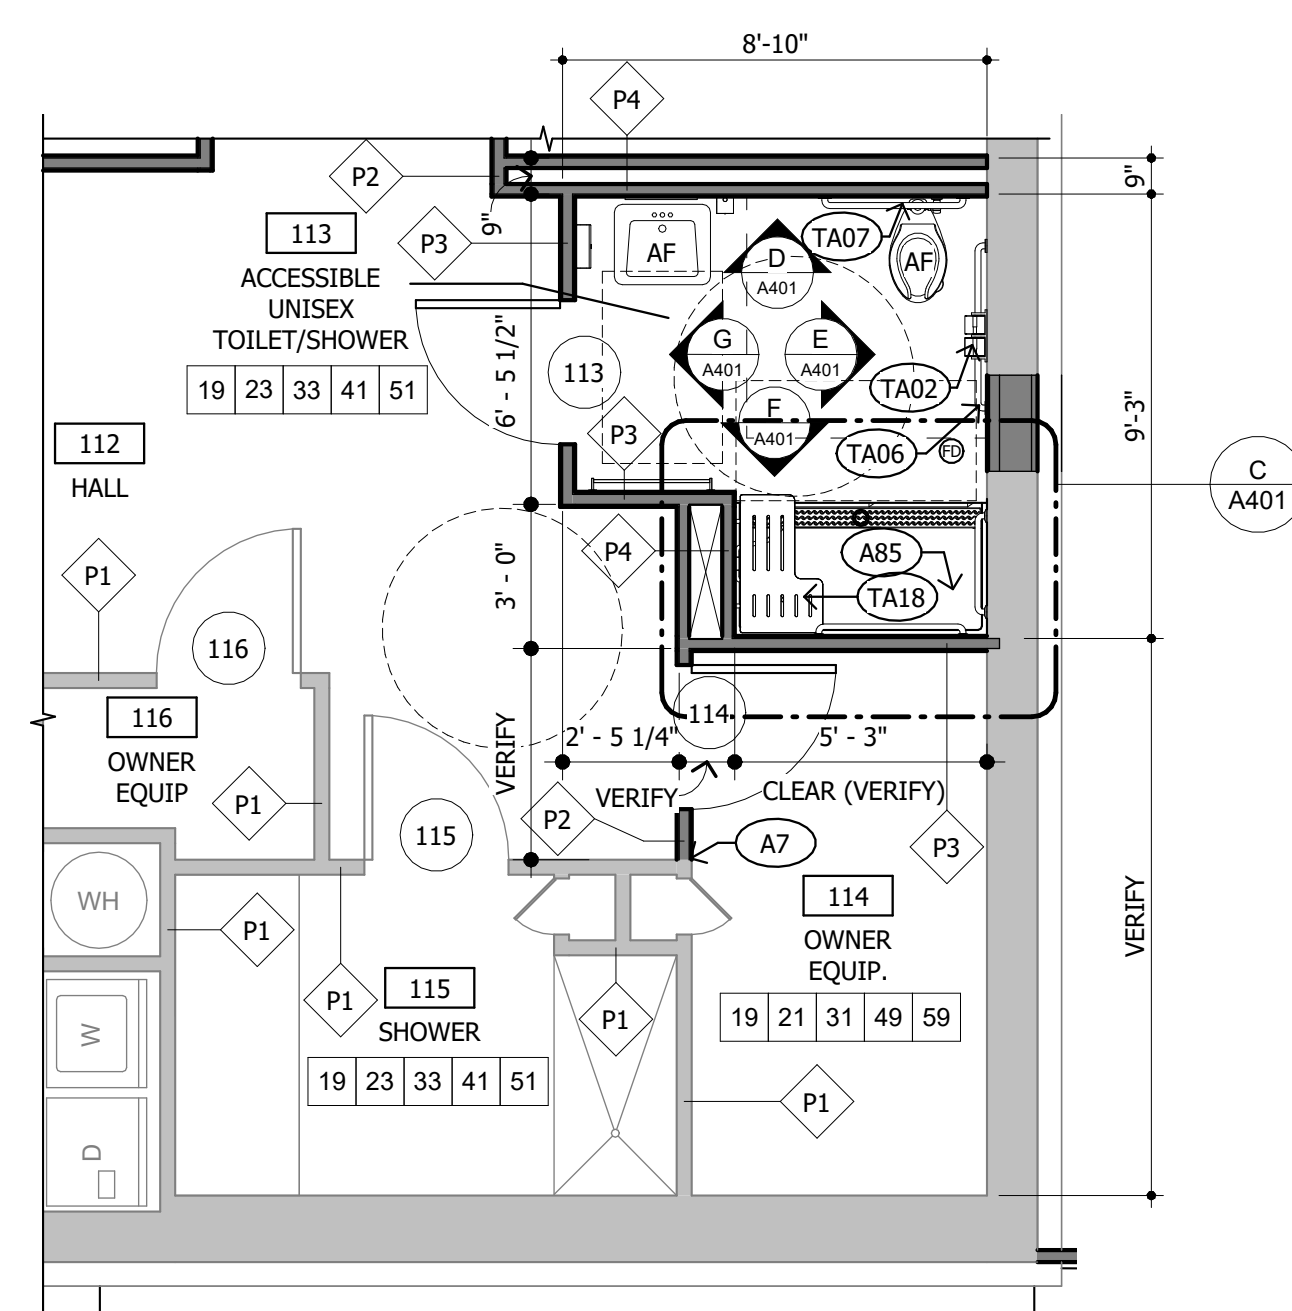 8'-10"
P4
P2
9"
9"
113
P3
TA07
AF
AF
D
A401
ACCESSIBLE
UNISEX
TOILET/SHOWER
G
A401
E
A401
6' - 5 1/2"
113
TA02
19 23 33 41 51
F
A401
9'-3"
112
HALL
P3
TA06
FD
C
A401
P1
P4
3' - 0"
A85
TA18
116
116
OWNER
EQUIP
114
2' - 5 1/4"
5' - 3"
VERIFY
VERIFY
CLEAR (VERIFY)
P1
P2
115
A7
P3
WH
P1
114
OWNER
EQUIP.
VERIFY
P1
115
SHOWER
P1
19 21 31 49 59
W
19 23 33 41 51
P1
D